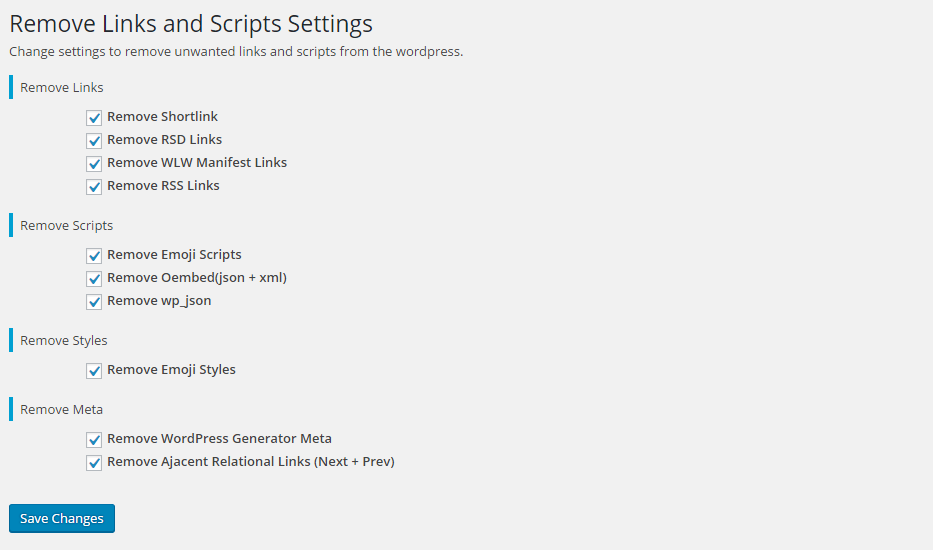 Remove Links and Scripts Settings
Change settings to remove unwanted links and scripts from the wordpress.
Remove Links
Remove Shortlink
Remove RSD Links
Remove WLW Manifest Links
Remove RSS Links
Remove Scripts
Remove Emoji Scripts
Remove Oembed(json + xml)
Remove wp_json
Remove Styles
Remove Emoji Styles
Remove Meta
Remove WordPress Generator Meta
Remove Ajacent Relational Links (Next + Prev)
Save Changes